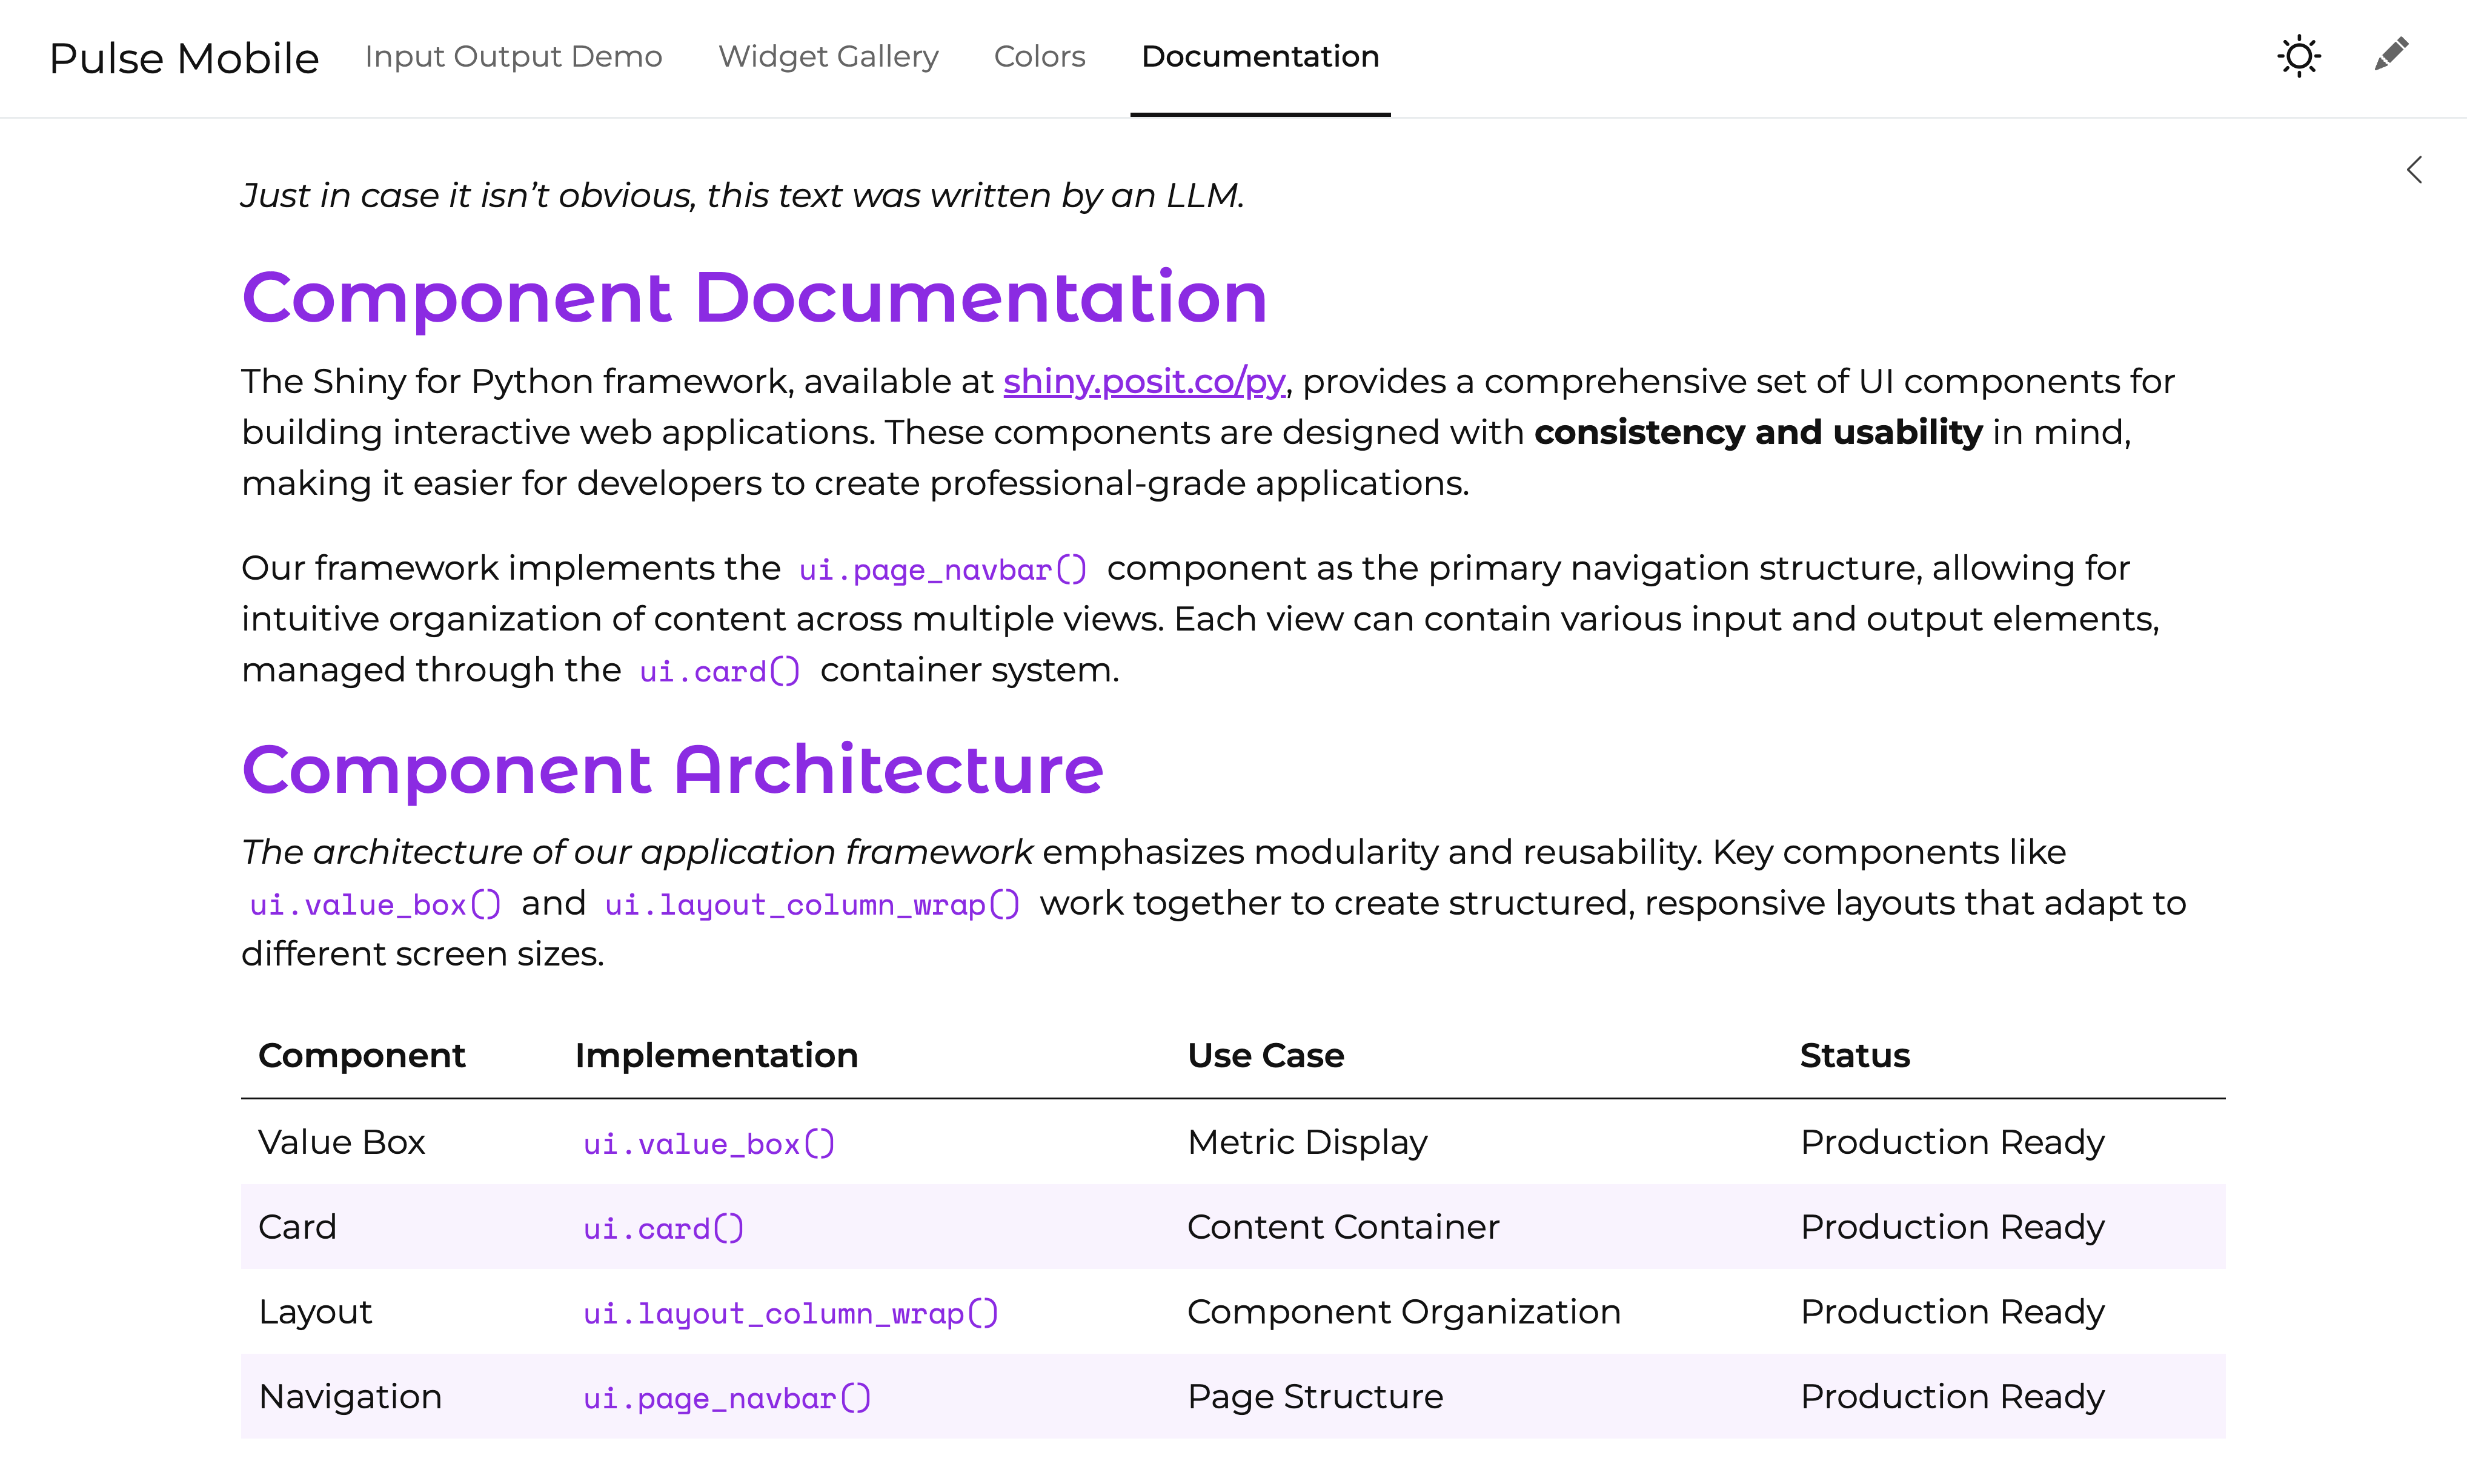 Pulse Mobile Input Output Demo Widget Gallery Colors Documentation
Just in case it isn’t obvious, this text was written by an LLM.
Component Documentation
The Shiny for Python framework, available at shiny.posit.co/py, provides a comprehensive set of UI components for
building interactive web applications. These components are designed with consistency and usability in mind,
making it easier for developers to create professional-grade applications.
Our framework implements the ui.page_navbar() component as the primary navigation structure, allowing for
intuitive organization of content across multiple views. Each view can contain various input and output elements,
managed through the ui.card() container system.
Component Architecture
The architecture of our application framework emphasizes modularity and reusability. Key components like
ui.value_box() and ui.layout_column_wrap() work together to create structured, responsive layouts that adapt to
different screen sizes.
Component Implementation Use Case Status
Value Box ui.value_box() Metric Display Production Ready
Card ui.card() Content Container Production Ready
Layout ui.layout_column_wrap() Component Organization Production Ready
Navigation ui.page_navbar() Page Structure Production Ready